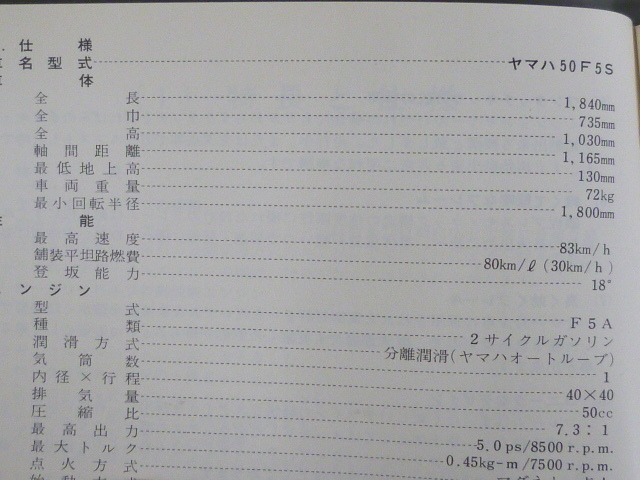 仕様
名型式 ヤマハ50F5S
体
全長 1,840mm
全巾 735mm
全高 1,030mm
軸間距離 1,165mm
最低地上高 130mm
車両重量 72kg
最小回転半径 1,800mm
能
最高速度 83km/h
舗装平坦路燃費 80km/ℓ(30km/h)
登坂能力 18°
ンジン
型式 F5A
種類 2サイクルガソリン
潤滑方式 分離潤滑(ヤマハオートルーブ)
気筒数 1
内径×行程 40×40
排気量 50cc
圧縮比 7.3:1
最高出力 5.0ps/8500r.p.m.
最大トルク 0.45kg-m/7500r.p.m.
点火方式